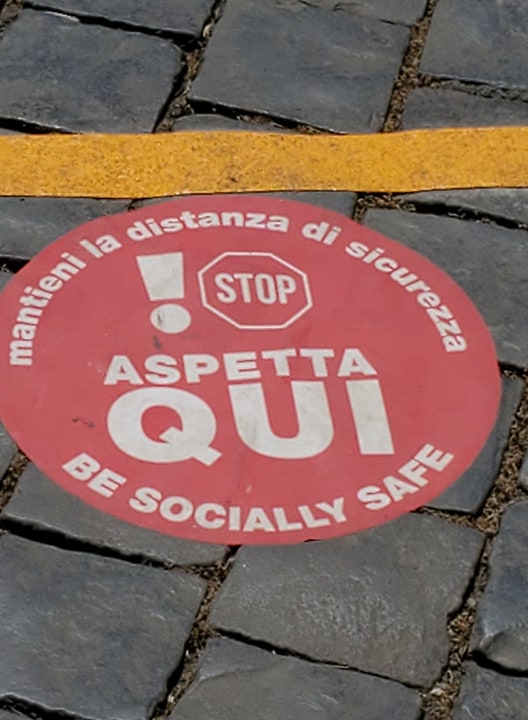 mantieni la distanza di sicurezza
!
STOP
ASPETTA
QUI
BE SOCIALLY SAFE